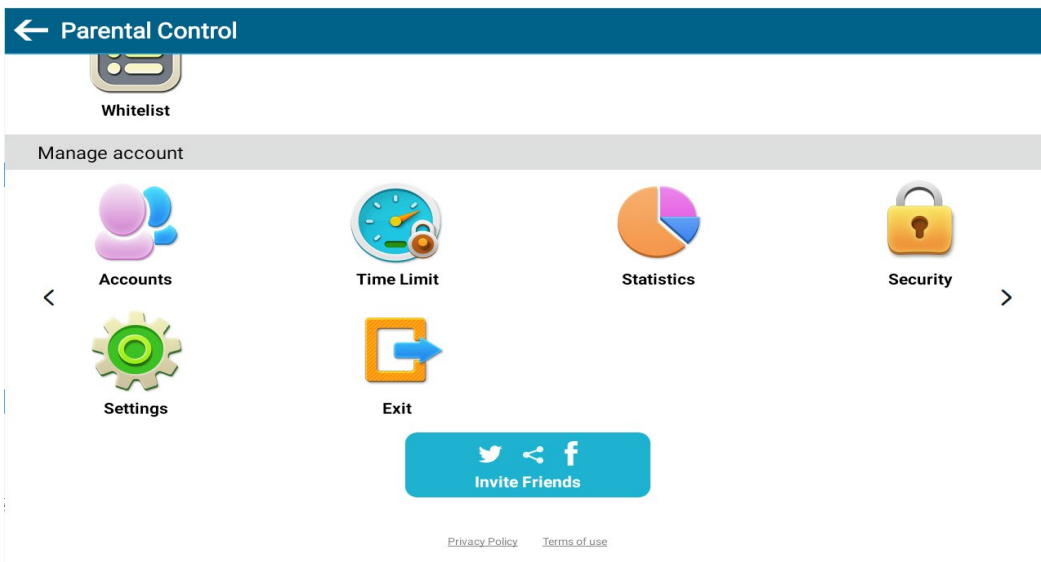 Parental Control
Whitelist
Manage account
Accounts Time Limit Statistics Security
Settings Exit
Invite Friends
Privacy Policy Terms of use